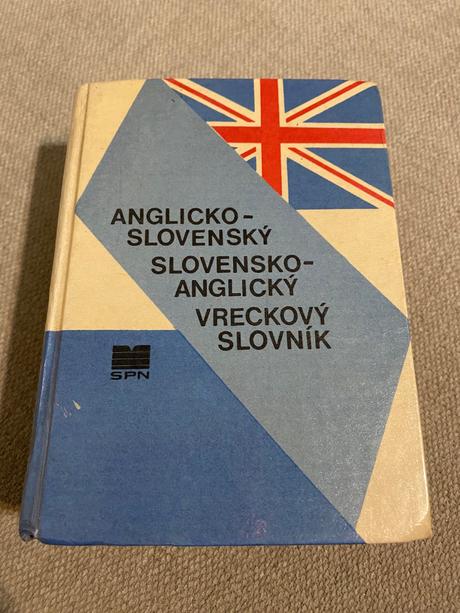 ANGLICKO-
SLOVENSKÝ
SLOVENSKO-
ANGLICKÝ
VRECKOVÝ
SLOVNÍK
SPN